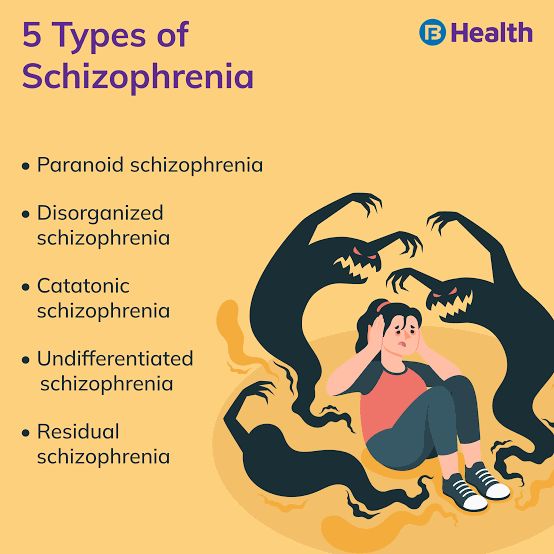 5 Types of
Schizophrenia
B Health
• Paranoid schizophrenia
• Disorganized
schizophrenia
• Catatonic
schizophrenia
• Undifferentiated
schizophrenia
• Residual
schizophrenia